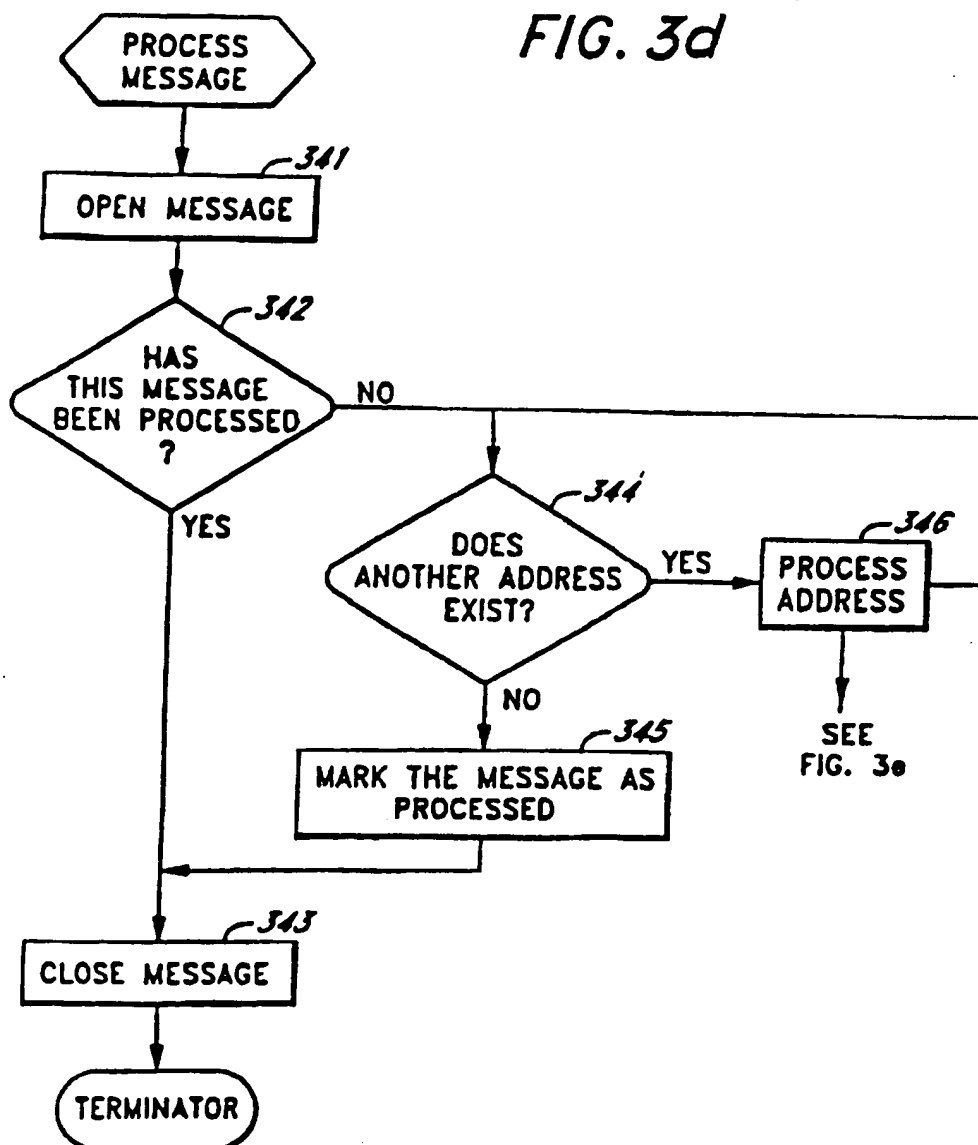 FIG. 3d
PROCESS
MESSAGE
341
OPEN MESSAGE
342
HAS
THIS MESSAGE
BEEN PROCESSED
?
NO
YES
344
DOES
ANOTHER ADDRESS
EXIST?
YES
346
PROCESS
ADDRESS
NO
SEE
FIG. 3e
345
MARK THE MESSAGE AS
PROCESSED
343
CLOSE MESSAGE
TERMINATOR